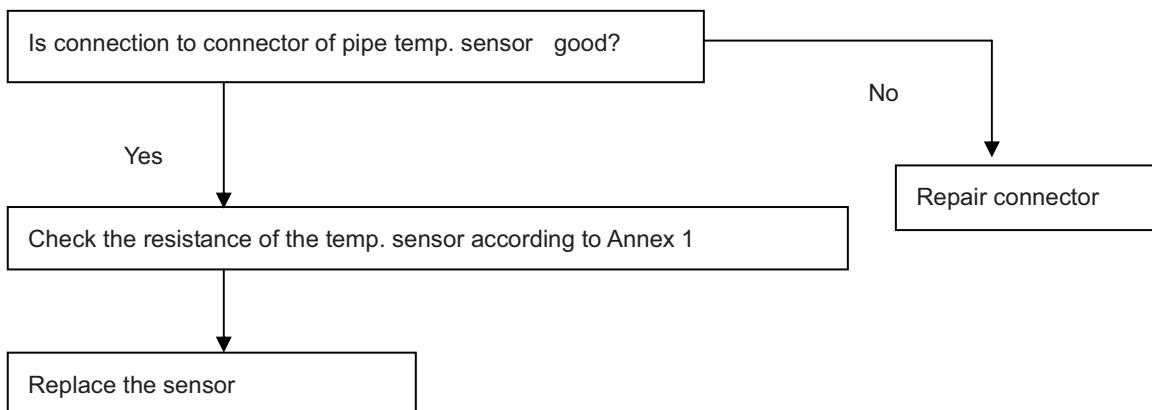 Is connection to connector of pipe temp. sensor good?
No
Yes
Repair connector
Check the resistance of the temp. sensor according to Annex 1
Replace the sensor